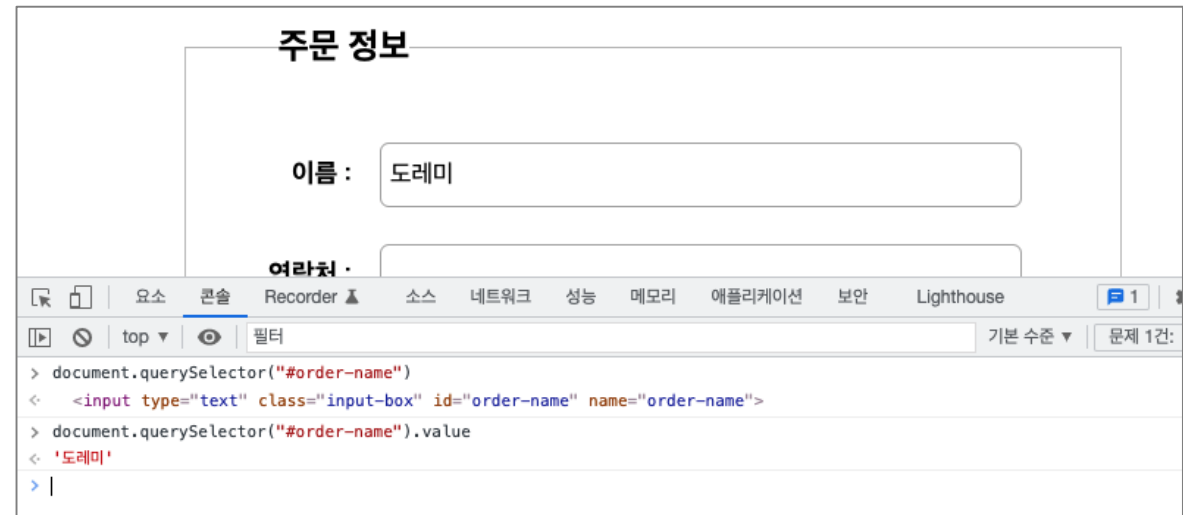 주문 정보
이름 : 도레미
연락처 :
요소 콘솔 Recorder 소스 네트워크 성능 메모리 애플리케이션 보안 Lighthouse 1
top ▼ 필터 기본 수준 ▼ 문제 1건:
> document.querySelector("#order-name")
<· <input type="text" class="input-box" id="order-name" name="order-name">
> document.querySelector("#order-name").value
<· '도레미'
>